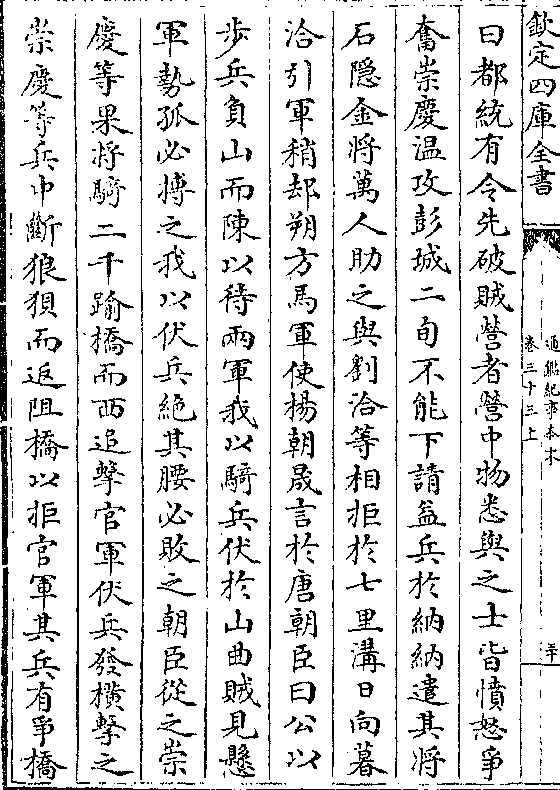 欽定四庫全書
通鑑紀事本末
卷三十三上
曰都統有令先破賊營者營中物悉與之士皆憤怒爭
奮崇慶温攻彭城二旬不能下請益兵於納納遣其將
石隱金將萬人助之與劉洽等相拒於七里溝日向暮
洽引軍稍却朔方馬軍使楊朝晟言於唐朝臣曰公以
步兵負山而陳以待兩軍我以騎兵伏於山曲賊見懸
軍勢孤必搏之我以伏兵絶其腰必敗之朝臣從之崇
慶等果將騎二千踰橋而西追擊官軍伏兵發橫擊之
崇慶等兵中斷狼狽而返阻橋以拒官軍其兵有爭橋